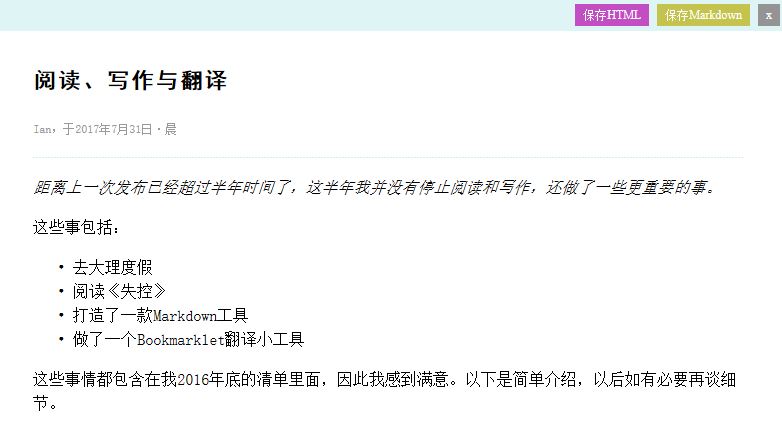 保存HTML 保存Markdown x
阅读、写作与翻译
Ian，于2017年7月31日·晨
距离上一次发布已经超过半年时间了，这半年我并没有停止阅读和写作，还做了一些更重要的事。
这些事包括：
• 去大理度假
• 阅读《失控》
• 打造了一款Markdown工具
• 做了一个Bookmarklet翻译小工具
这些事情都包含在我2016年底的清单里面，因此我感到满意。以下是简单介绍，以后如有必要再谈细
节。